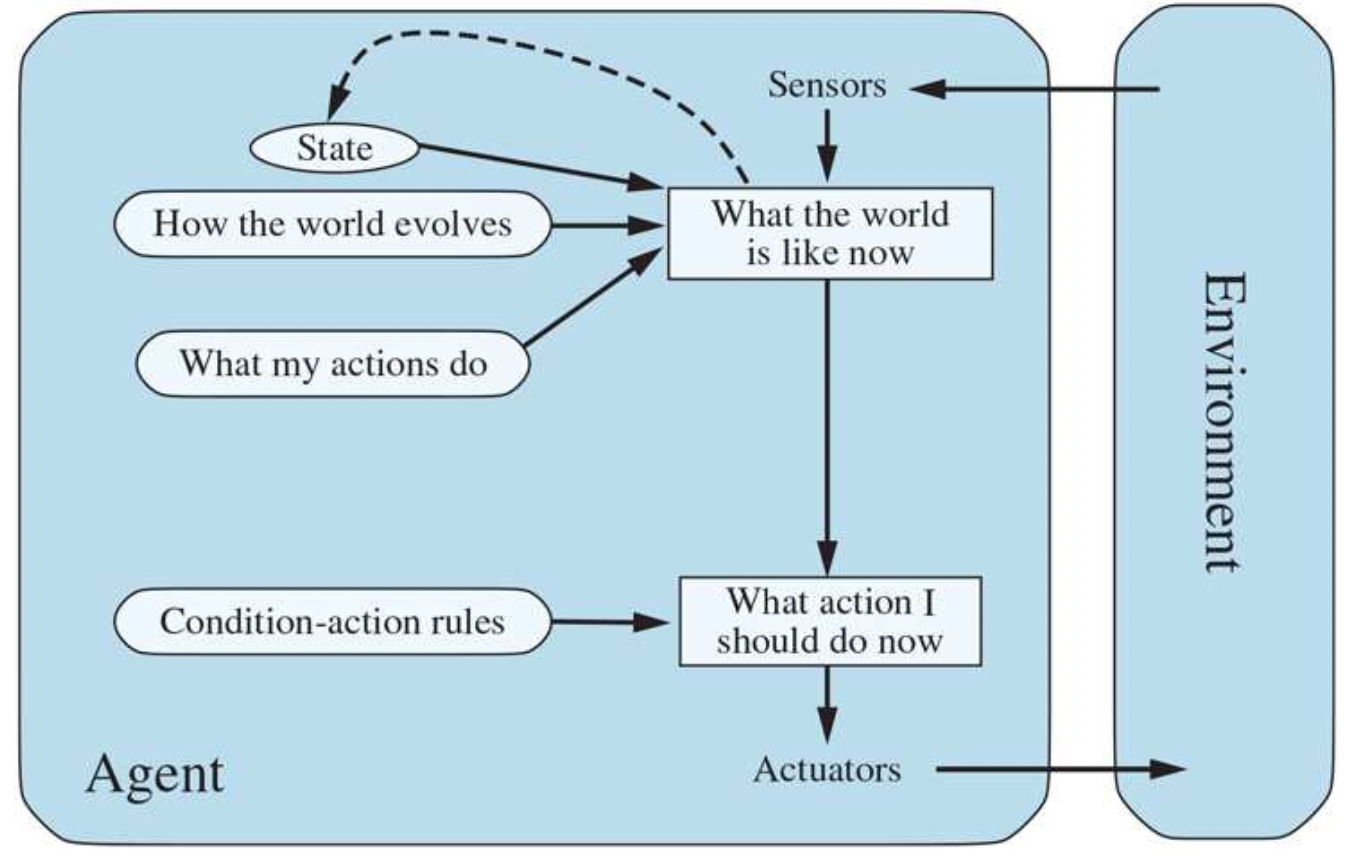 Sensors
State
What the world
is like now
How the world evolves
What my actions do
Environment
What action I
should do now
Condition-action rules
Agent
Actuators